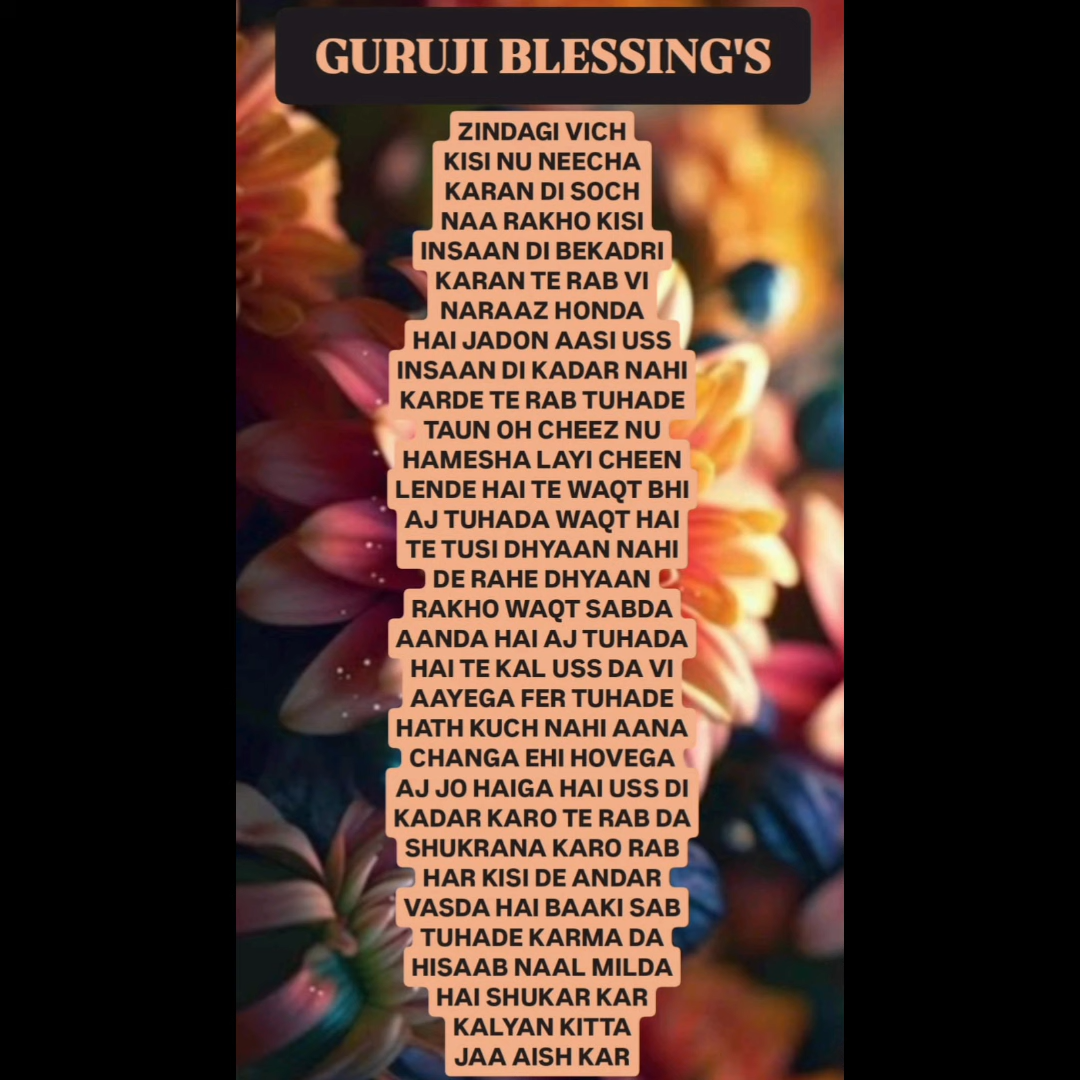 GURUJI BLESSING'S
ZINDAGI VICH
KISI NU NEECHA
KARAN DI SOCH
NAA RAKHO KISI
INSAAN DI BEKADRI
KARAN TE RAB VI
NARAAZ HONDA
HAI JADON AASI USS
INSAAN DI KADAR NAHI
KARDE TE RAB TUHADE
TAUN OH CHEEZ NU
HAMESHA LAYI CHEEN
LENDE HAI TE WAQT BHI
AJ TUHADA WAQT HAI
TE TUSI DHYAAN NAHI
DE RAHE DHYAAN
RAKHO WAQT SABDA
AANDA HAI AJ TUHADA
HAI TE KAL USS DA VI
AAYEGA FER TUHADE
HATH KUCH NAHI AANA
CHANGA EHI HOVEGA
AJ JO HAIGA HAI USS DI
KADAR KARO TE RAB DA
SHUKRANA KARO RAB
HAR KISI DE ANDAR
VASDA HAI BAAKI SAB
TUHADE KARMA DA
HISAAB NAAL MILDA
HAI SHUKAR KAR
KALYAN KITTA
JAA AISH KAR